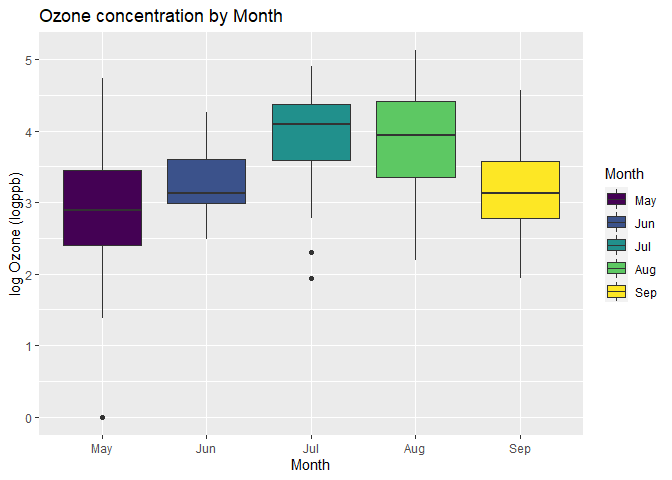 Ozone concentration by Month
log Ozone (logppb)
5
4
3
2
1
0
May
Jun
Jul
Aug
Sep
Month
Month
May
Jun
Jul
Aug
Sep